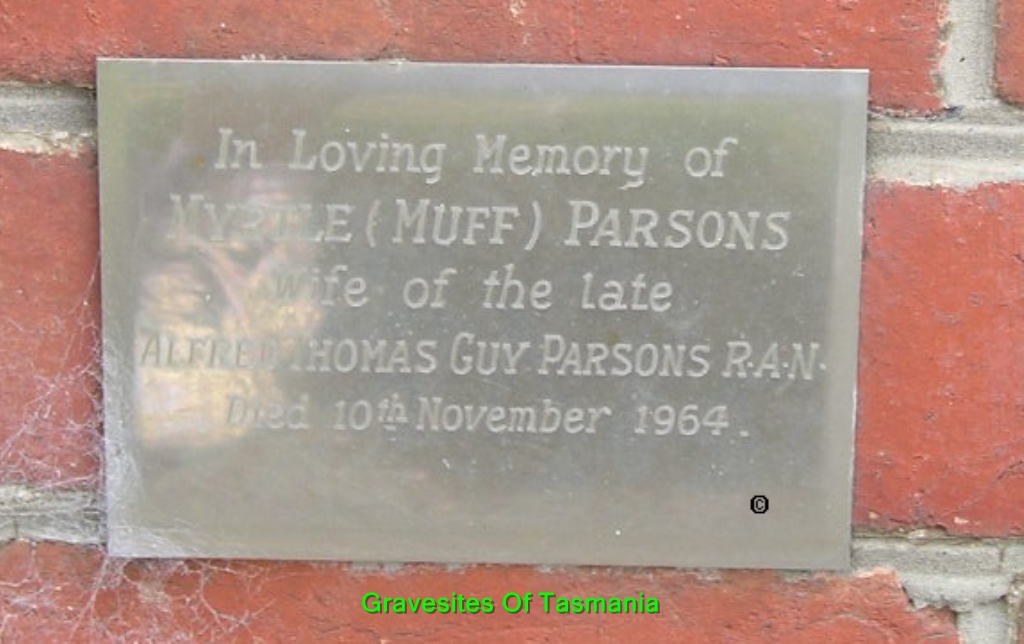 In Loving Memory of
MYRTLE (MUFF) PARSONS
Wife of the late
ALFRED THOMAS GUY PARSONS R.A.N.
Died 10th November 1964.
©
Gravesites Of Tasmania